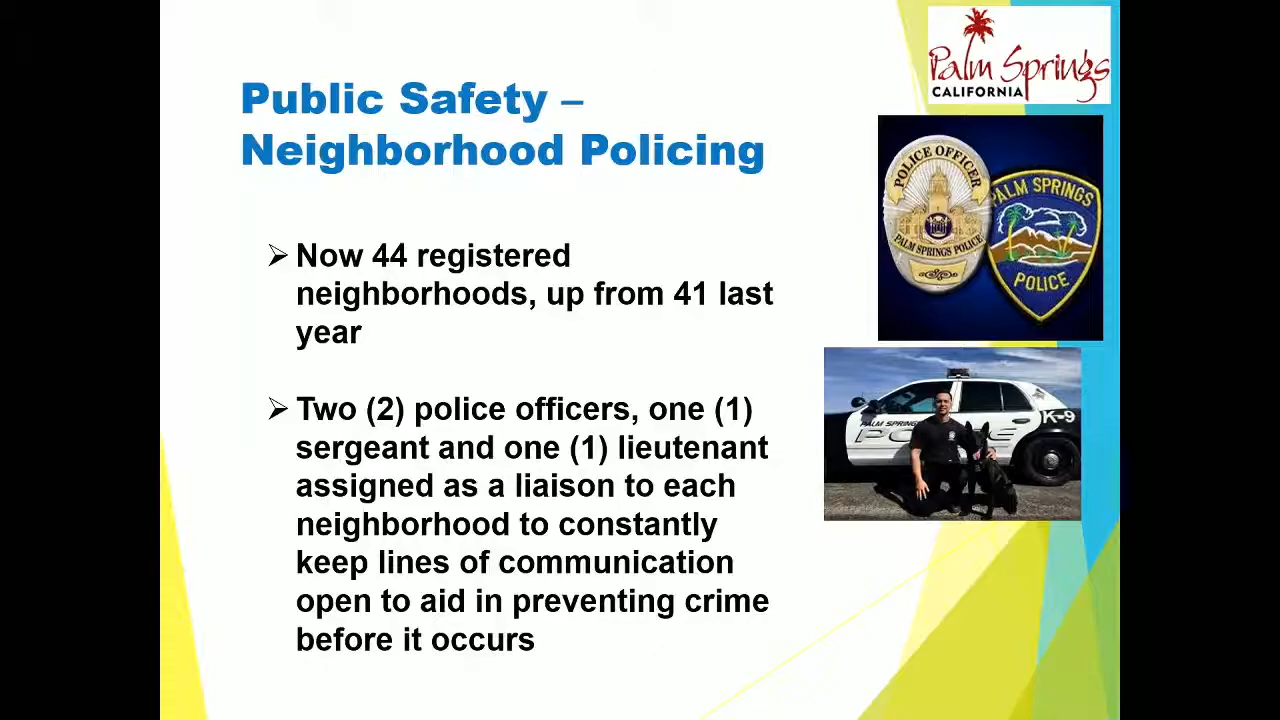 Palm Springs
CALIFORNIA
Public Safety –
Neighborhood Policing
POLICE OFFICER
PALM SPRINGS POLICE
PALM SPRINGS
POLICE
Now 44 registered
neighborhoods, up from 41 last
year
PALM SPRINGS
POLICE
K-9
Two (2) police officers, one (1)
sergeant and one (1) lieutenant
assigned as a liaison to each
neighborhood to constantly
keep lines of communication
open to aid in preventing crime
before it occurs